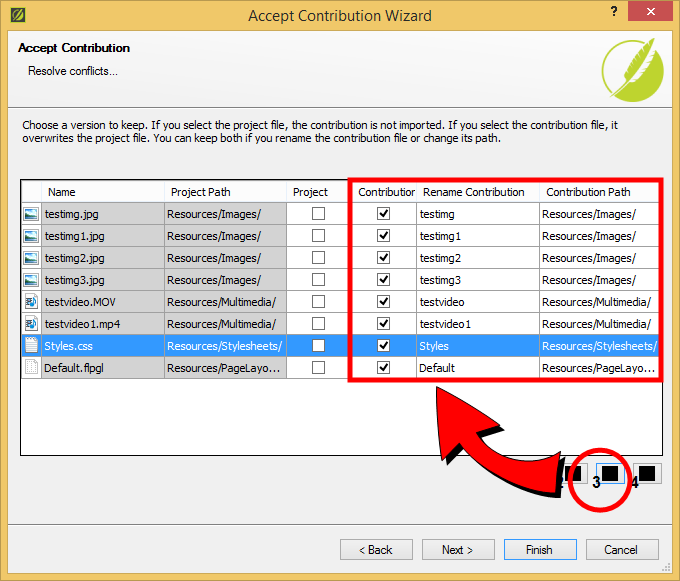 Accept Contribution Wizard
?
Accept Contribution
Resolve conflicts...
Choose a version to keep. If you select the project file, the contribution is not imported. If you select the contribution file, it
overwrites the project file. You can keep both if you rename the contribution file or change its path.
Name Project Path Project Contribution Rename Contribution Contribution Path
testimg.jpg Resources/Images/ testimg Resources/Images/
testimg1.jpg Resources/Images/ testimg1 Resources/Images/
testimg2.jpg Resources/Images/ testimg2 Resources/Images/
testimg3.jpg Resources/Images/ testimg3 Resources/Images/
testvideo.MOV Resources/Multimedia/ testvideo Resources/Multimedia/
testvideo1.mp4 Resources/Multimedia/ testvideo1 Resources/Multimedia/
Styles.css Resources/Stylesheets/ Styles Resources/Stylesheets/
Default.flpgl Resources/PageLayo... Default Resources/PageLayo...
2 3 4
< Back Next > Finish Cancel